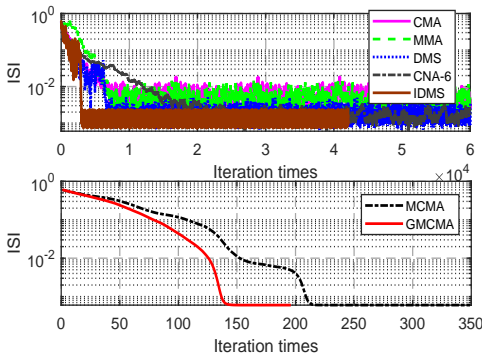 10^0
ISI
10^-2
CMA
MMA
DMS
CNA-6
IDMS
0 1 2 3 4 5 6
×10^4
Iteration times
10^0
ISI
10^-2
MCMA
GMCMA
0 50 100 150 200 250 300 350
Iteration times